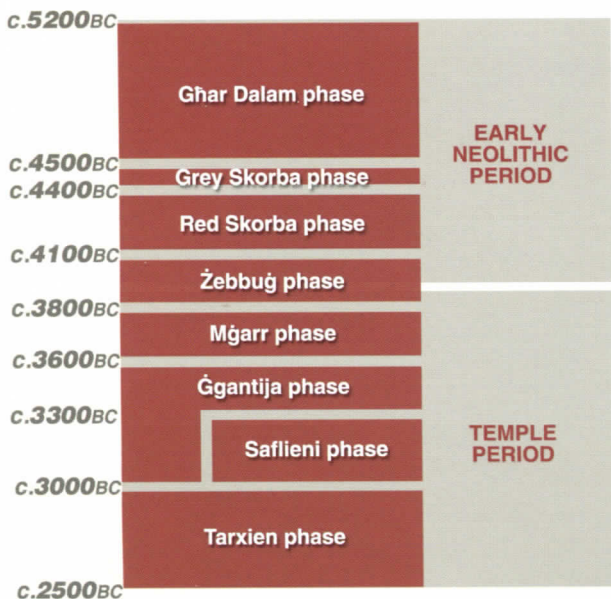 c.5200BC
Għar Dalam phase
EARLY
NEOLITHIC
PERIOD
c.4500BC
Grey Skorba phase
c.4400BC
Red Skorba phase
c.4100BC
Żebbuġ phase
c.3800BC
Mġarr phase
c.3600BC
Ġgantija phase
c.3300BC
Saflieni phase
TEMPLE
PERIOD
c.3000BC
Tarxien phase
c.2500BC